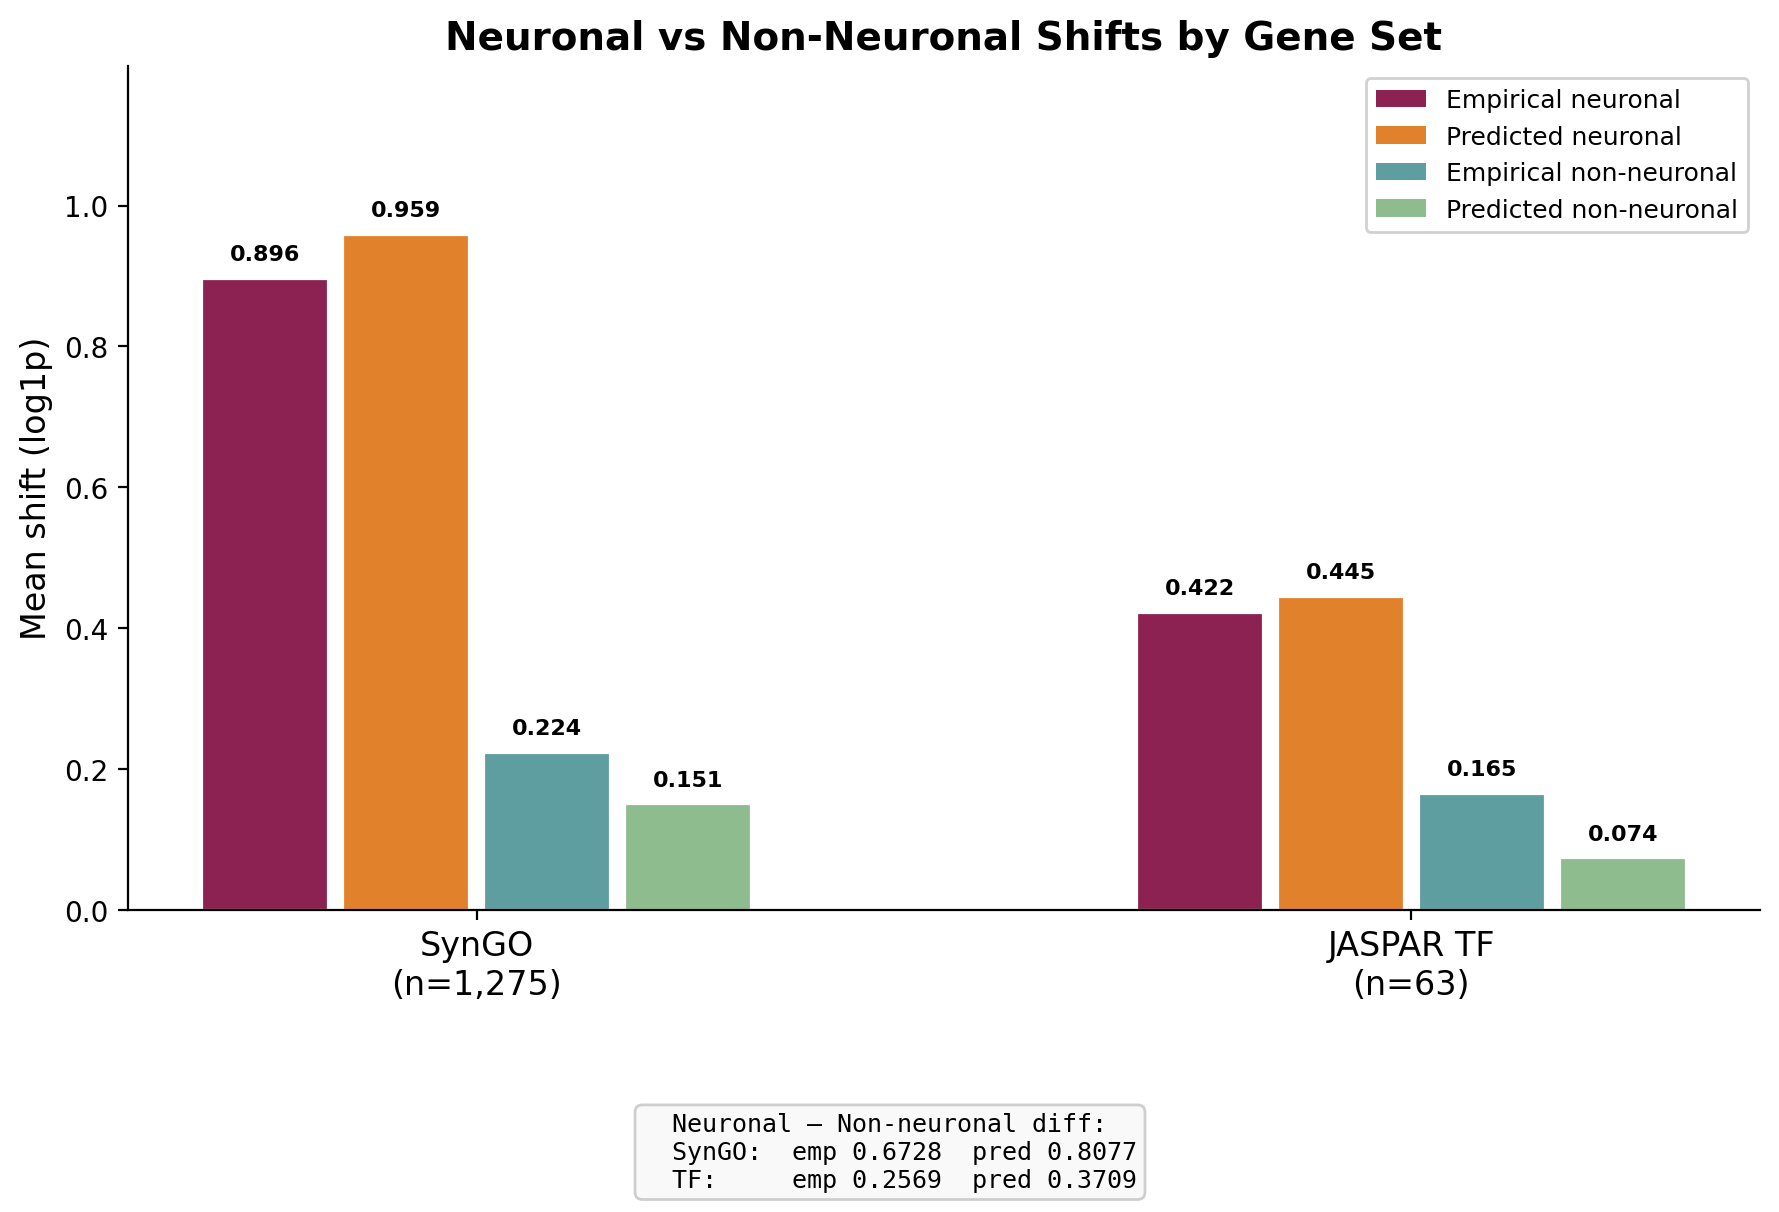 Neuronal vs Non-Neuronal Shifts by Gene Set
Empirical neuronal
Predicted neuronal
Empirical non-neuronal
Predicted non-neuronal
Mean shift (log1p)
1.0
0.8
0.6
0.4
0.2
0.0
0.896
0.959
0.224
0.151
0.422
0.445
0.165
0.074
SynGO
(n=1,275)
JASPAR TF
(n=63)
Neuronal — Non-neuronal diff:
SynGO:  emp 0.6728  pred 0.8077
TF:     emp 0.2569  pred 0.3709